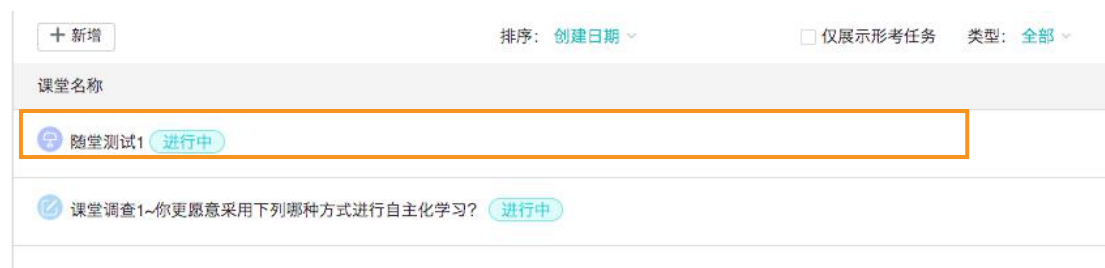 新增 排序： 创建日期 仅展示形考任务 类型： 全部
课堂名称
随堂测试1 进行中
课堂调查1~你更愿意采用下列哪种方式进行自主化学习？ 进行中